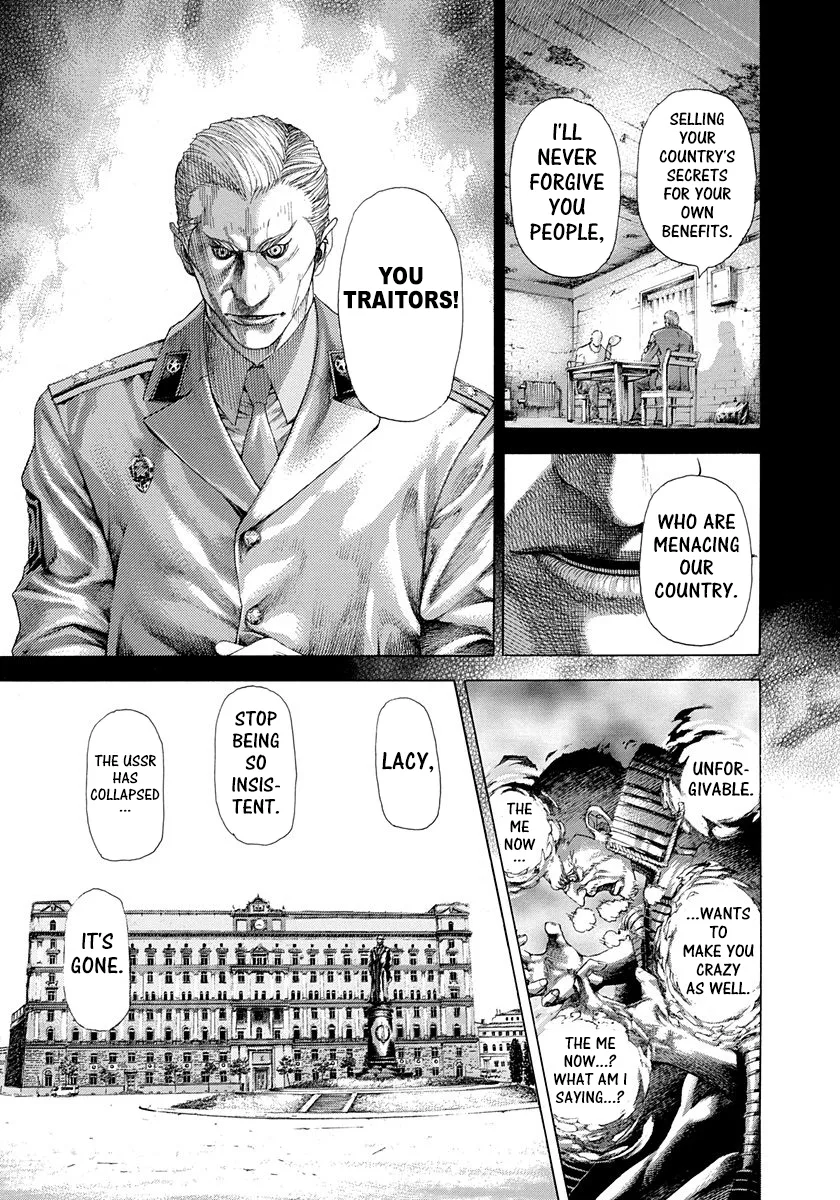 SELLING
YOUR
COUNTRY'S
SECRETS
FOR YOUR
OWN
BENEFITS.
I'LL
NEVER
FORGIVE
YOU
PEOPLE,
WHO ARE
MENACING
OUR
COUNTRY.
YOU
TRAITORS!
UNFOR-
GIVABLE.
THE
ME
NOW
...
...WANTS
TO
MAKE YOU
CRAZY
AS WELL.
THE ME
NOW...?
WHAT AM I
SAYING...?
LACY,
STOP
BEING
SO
INSIS-
TENT.
THE USSR
HAS
COLLAPSED
...
IT'S
GONE.